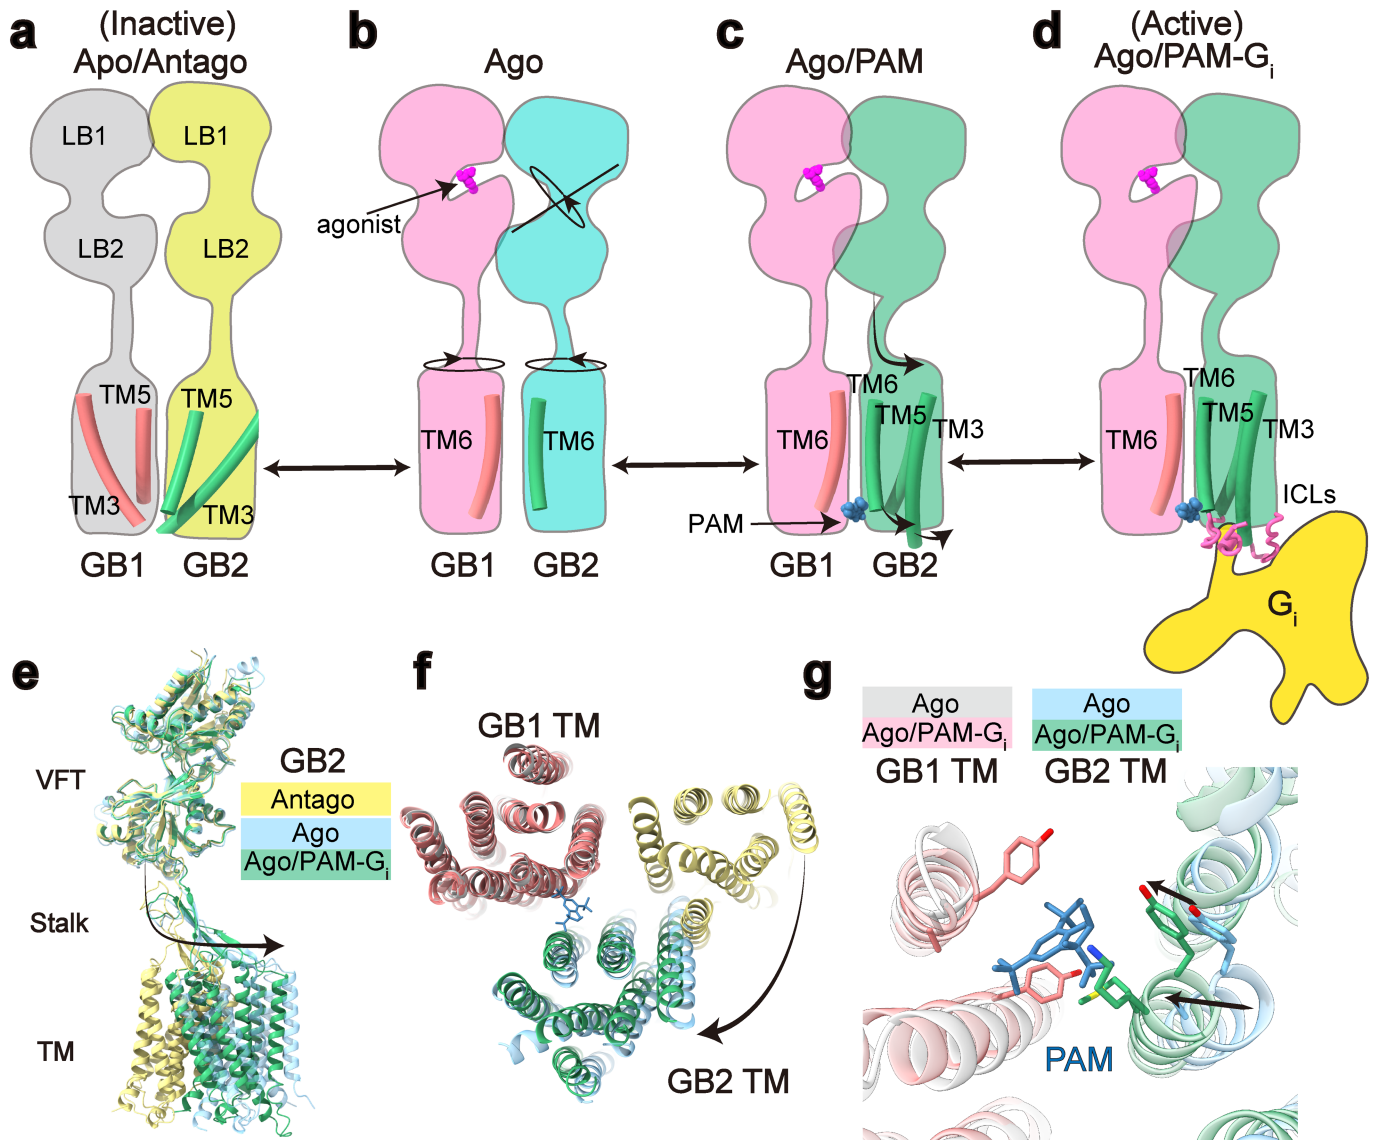 a
(Inactive)
Apo/Antago
LB1
LB1
LB2
LB2
TM5
TM5
TM3
TM3
GB1
GB2
b
Ago
agonist
TM6
TM6
GB1
GB2
c
Ago/PAM
TM6
TM5
TM6
TM3
PAM
GB1
GB2
d
(Active)
Ago/PAM-Gi
TM6
TM5
TM6
TM3
ICLs
Gi
e
VFT
Stalk
TM
GB2
Antago
Ago
Ago/PAM-Gi
f
GB1 TM
GB2 TM
g
Ago
Ago/PAM-Gi
GB1 TM
Ago
Ago/PAM-Gi
GB2 TM
PAM